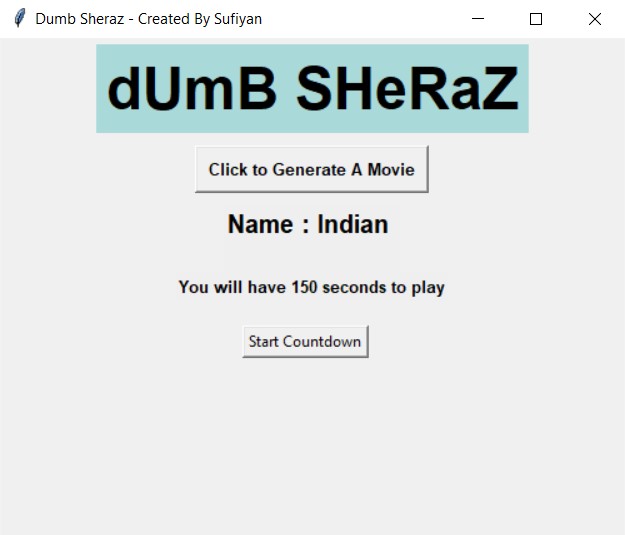 Dumb Sheraz - Created By Sufiyan
dUmB SHeRaZ
Click to Generate A Movie
Name : Indian
You will have 150 seconds to play
Start Countdown